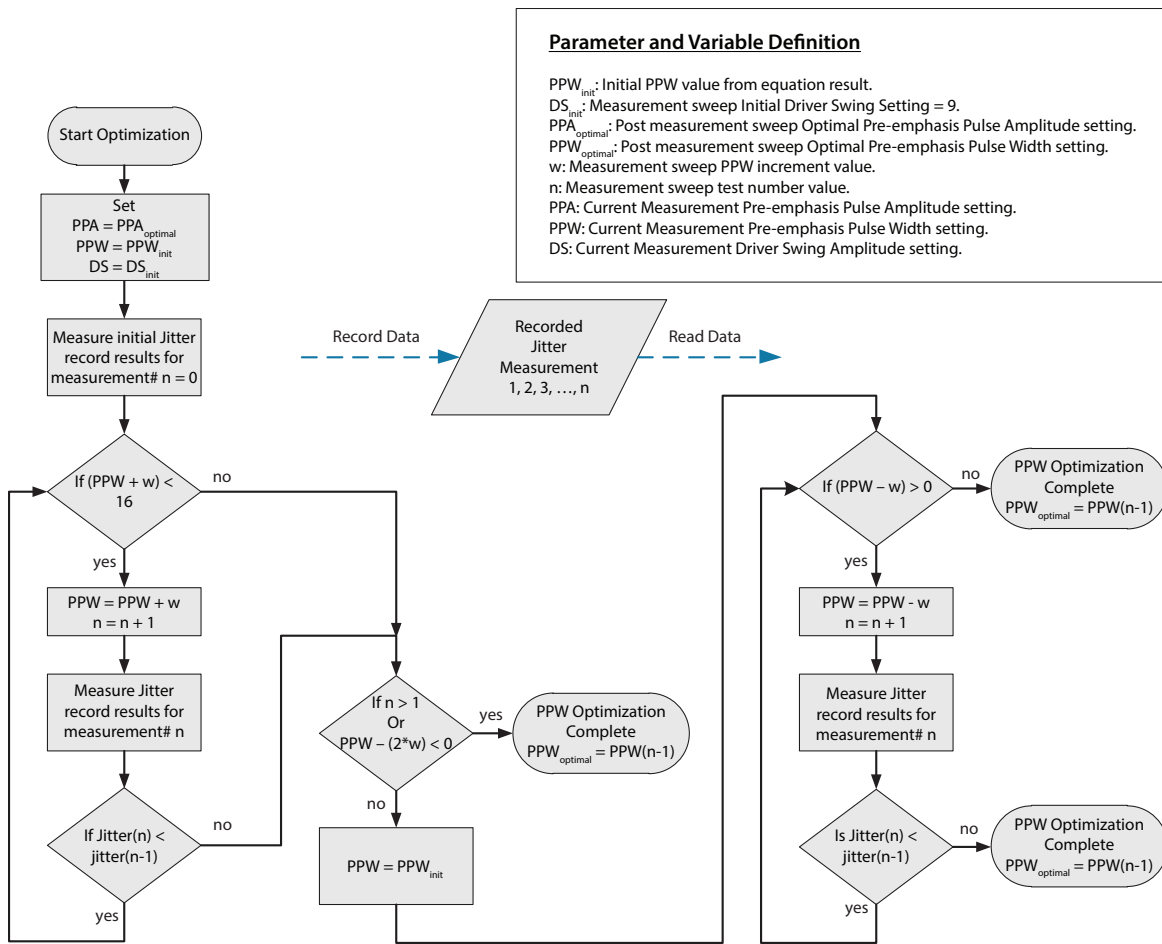 Parameter and Variable Definition
PPWinit: Initial PPW value from equation result.
DSinit: Measurement sweep Initial Driver Swing Setting = 9.
PPAoptimal: Post measurement sweep Optimal Pre-emphasis Pulse Amplitude setting.
PPWoptimal: Post measurement sweep Optimal Pre-emphasis Pulse Width setting.
w: Measurement sweep PPW increment value.
n: Measurement sweep test number value.
PPA: Current Measurement Pre-emphasis Pulse Amplitude setting.
PPW: Current Measurement Pre-emphasis Pulse Width setting.
DS: Current Measurement Driver Swing Amplitude setting.
Start Optimization
Set
PPA = PPAoptimal
PPW = PPWinit
DS = DSinit
Measure initial Jitter
record results for
measurement# n = 0
Record Data
Recorded
Jitter
Measurement
1, 2, 3, …, n
Read Data
If (PPW + w) <
16
no
yes
PPW = PPW + w
n = n + 1
Measure Jitter
record results for
measurement# n
If Jitter(n) <
jitter(n-1)
no
yes
If n > 1
Or
PPW – (2*w) < 0
yes
no
PPW Optimization
Complete
PPWoptimal = PPW(n-1)
PPW = PPWinit
If (PPW – w) > 0
no
yes
PPW Optimization
Complete
PPWoptimal = PPW(n-1)
PPW = PPW - w
n = n + 1
Measure Jitter
record results for
measurement# n
Is Jitter(n) <
jitter(n-1)
no
yes
PPW Optimization
Complete
PPWoptimal = PPW(n-1)